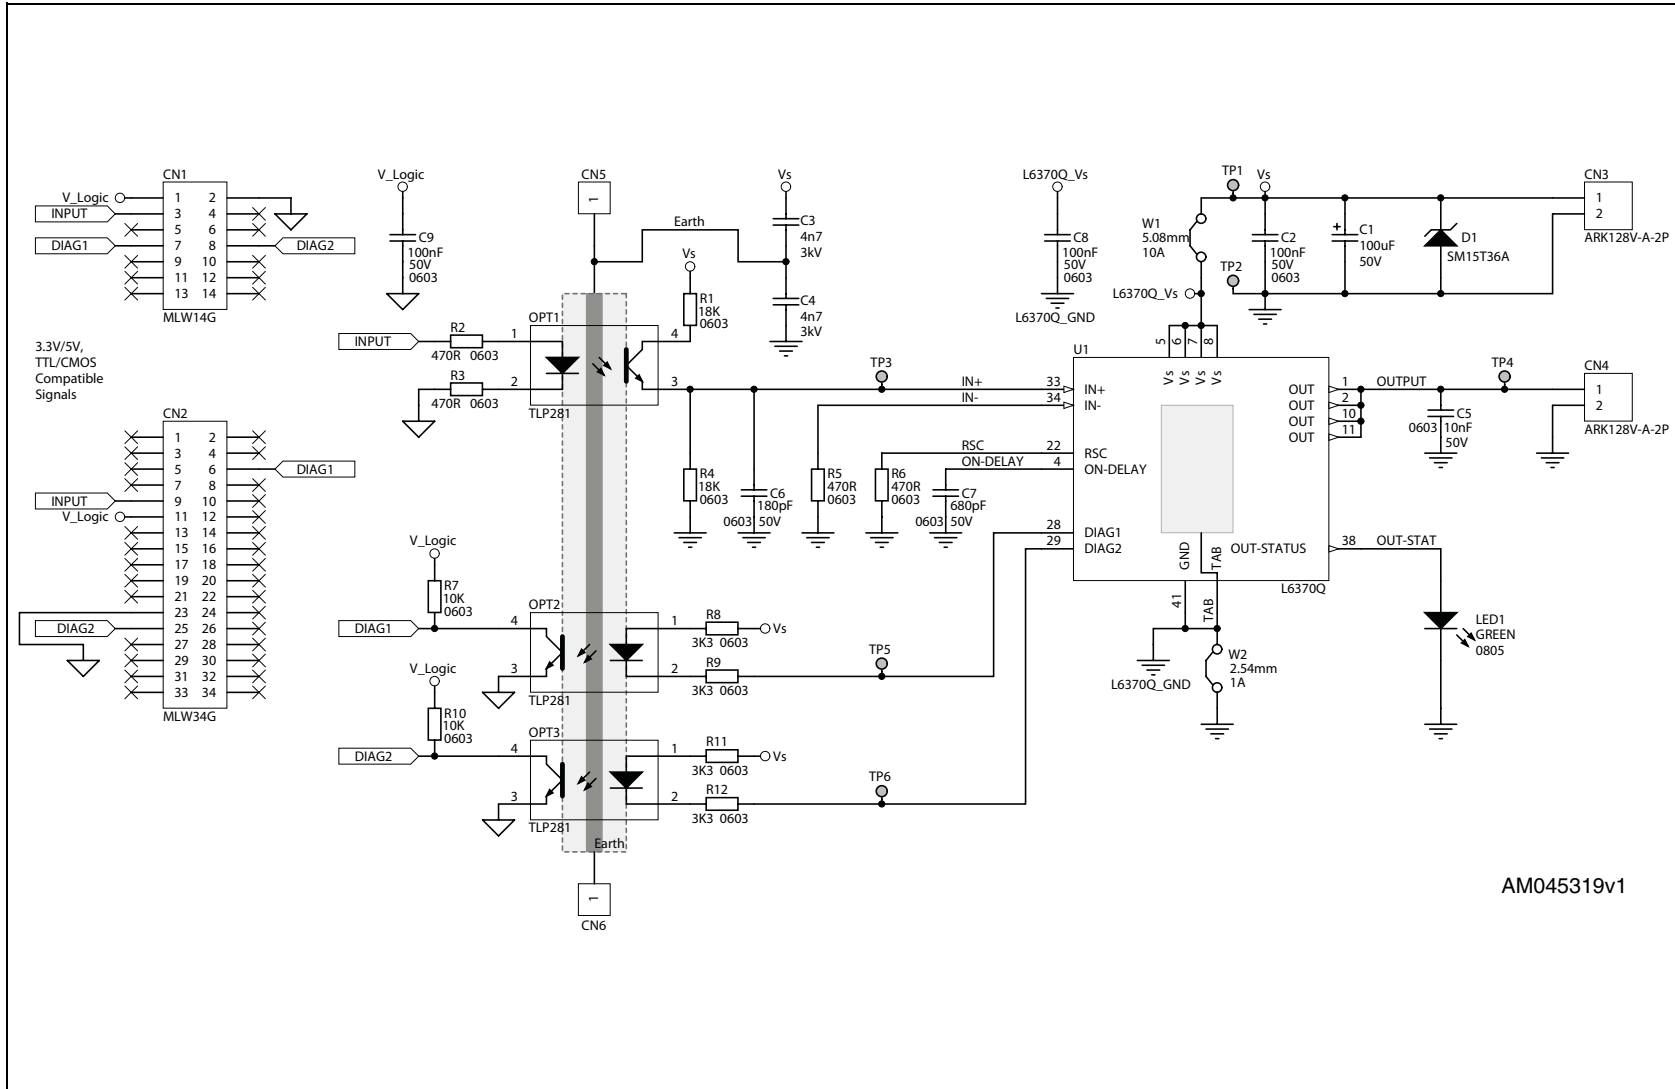 CN1
V_Logic
1 2
INPUT
3 4
5 6
DIAG1
7 8
DIAG2
9 10
11 12
13 14
MLW14G
3.3V/5V,
TTL/CMOS
Compatible
Signals
CN2
1 2
3 4
5 6
DIAG1
7 8
INPUT
9 10
V_Logic
11 12
13 14
15 16
17 18
19 20
21 22
23 24
DIAG2
25 26
27 28
29 30
31 32
33 34
MLW34G
V_Logic
C9
100nF
50V
0603
CN5
1
Earth
Vs
C3
4n7
3kV
C4
4n7
3kV
Vs
R1
18K
0603
OPT1
INPUT
R2
470R 0603
1
R3
470R 0603
2
4
3
TLP281
TP3
R4
18K
0603
C6
180pF
0603 50V
R5
470R
0603
R6
470R
0603
C7
680pF
0603 50V
IN+
IN-
RSC
ON-DELAY
V_Logic
R7
10K
0603
DIAG1
OPT2
4
3
1
2
TLP281
R8
3K3 0603
Vs
R9
3K3 0603
TP5
V_Logic
R10
10K
0603
DIAG2
OPT3
4
3
1
2
TLP281
R11
3K3 0603
Vs
R12
3K3 0603
TP6
Earth
1
CN6
L6370Q_Vs
C8
100nF
50V
0603
L6370Q_GND
W1
5.08mm
10A
L6370Q_Vs
TP1
Vs
TP2
C2
100nF
50V
0603
+
C1
100uF
50V
D1
SM15T36A
CN3
1
2
ARK128V-A-2P
U1
5 6 7 8
Vs Vs Vs Vs
33 IN+
34 IN-
22 RSC
4 ON-DELAY
28 DIAG1
29 DIAG2
OUT 1
OUT 2
OUT 10
OUT 11
OUT-STATUS 38
GND
TAB
L6370Q
41
TAB
OUTPUT
TP4
C5
0603 10nF
50V
CN4
1
2
ARK128V-A-2P
OUT-STAT
LED1
GREEN
0805
L6370Q_GND
W2
2.54mm
1A
AM045319v1